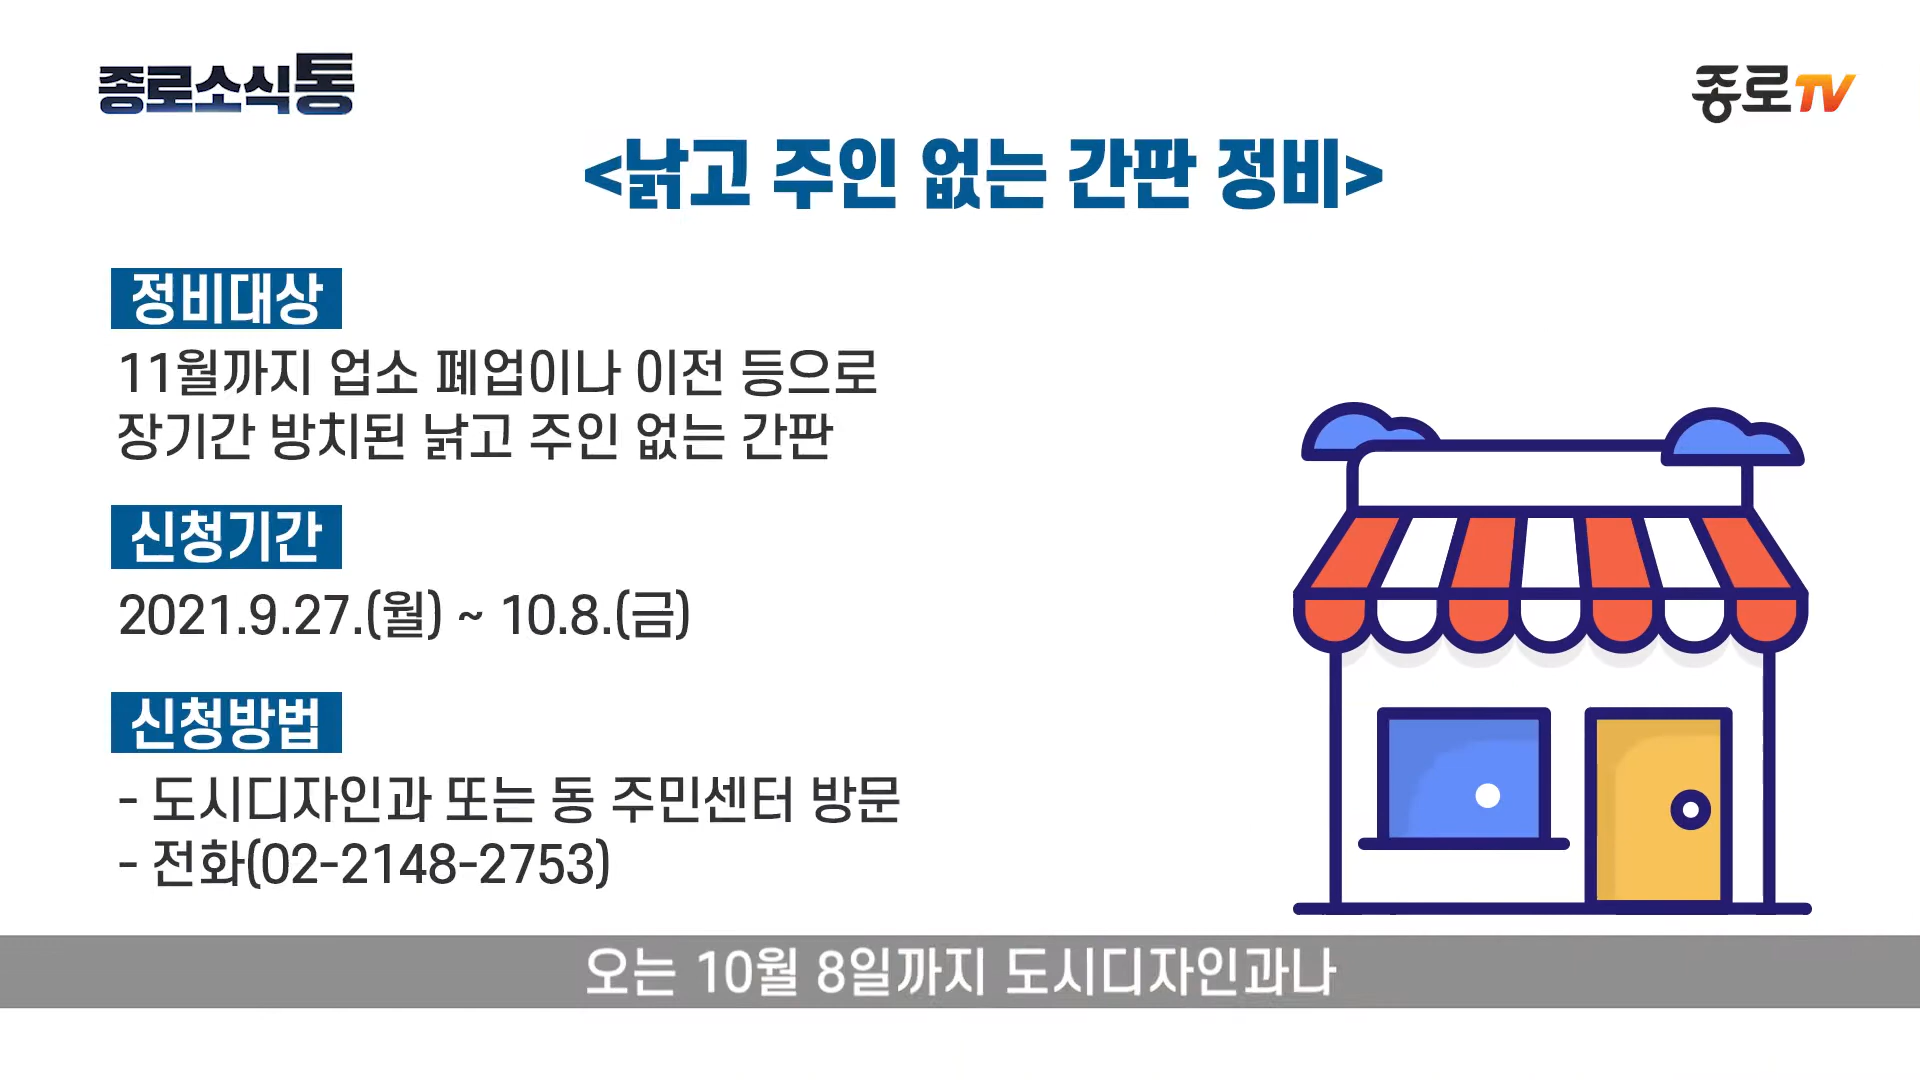 종로소식통
종로TV
<낡고 주인 없는 간판 정비>
정비대상
11월까지 업소 폐업이나 이전 등으로
장기간 방치된 낡고 주인 없는 간판
신청기간
2021.9.27.(월) ~ 10.8.(금)
신청방법
- 도시디자인과 또는 동 주민센터 방문
- 전화(02-2148-2753)
오는 10월 8일까지 도시디자인과나